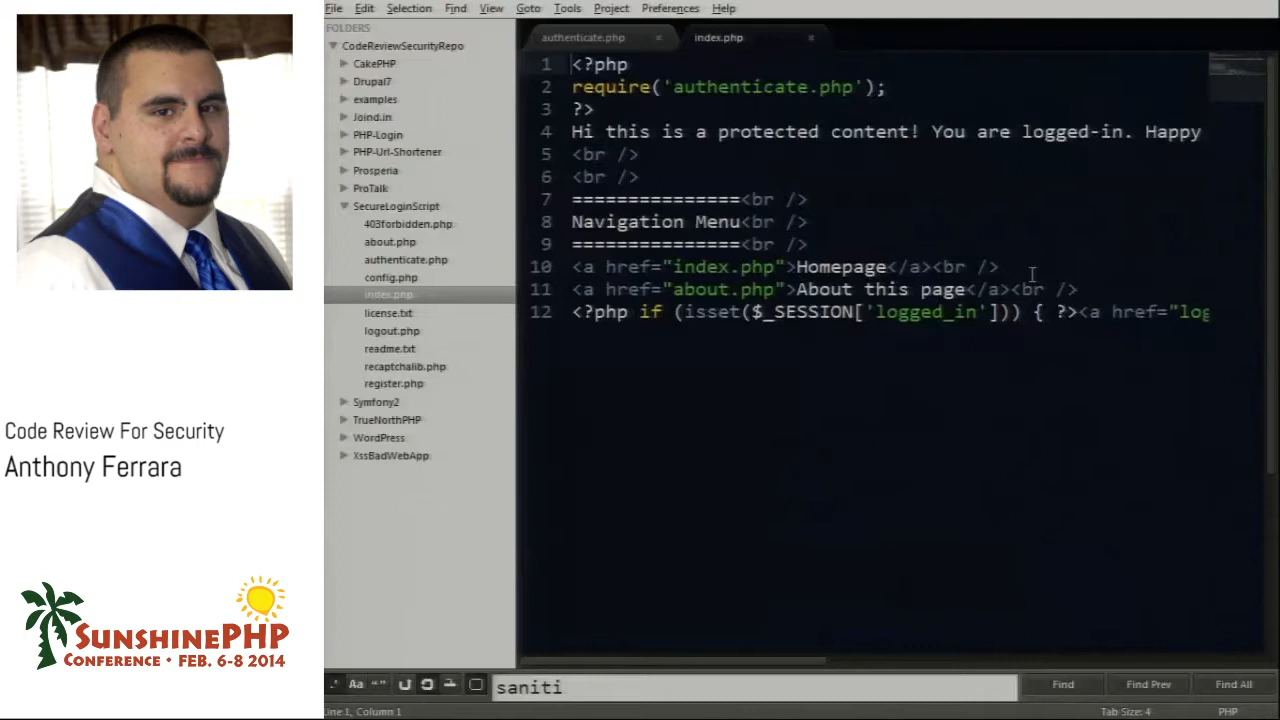 File Edit Selection Find View Goto Tools Project Preferences Help
FOLDERS
CodeReviewSecurityRepo
CakePHP
Drupal7
examples
Joind.in
PHP-Login
PHP-Url-Shortener
Prosperia
ProTalk
SecureLoginScript
403forbidden.php
about.php
authenticate.php
config.php
index.php
license.txt
logout.php
readme.txt
recaptchalib.php
register.php
Symfony2
TrueNorthPHP
WordPress
XssBadWebApp
authenticate.php × index.php ×
1 <?php
2 require('authenticate.php');
3 ?>
4 Hi this is a protected content! You are logged-in. Happy
5 <br />
6 <br />
7 ===============<br />
8 Navigation Menu<br />
9 ===============<br />
10 <a href="index.php">Homepage</a><br />
11 <a href="about.php">About this page</a><br />
12 <?php if (isset($_SESSION['logged_in'])) { ?><a href="log
Code Review For Security
Anthony Ferrara
SUNSHINEPHP
CONFERENCE • FEB. 6-8 2014
.* Aa “” saniti Find Find Prev Find All
Line 1, Column 1 Tab Size: 4 PHP